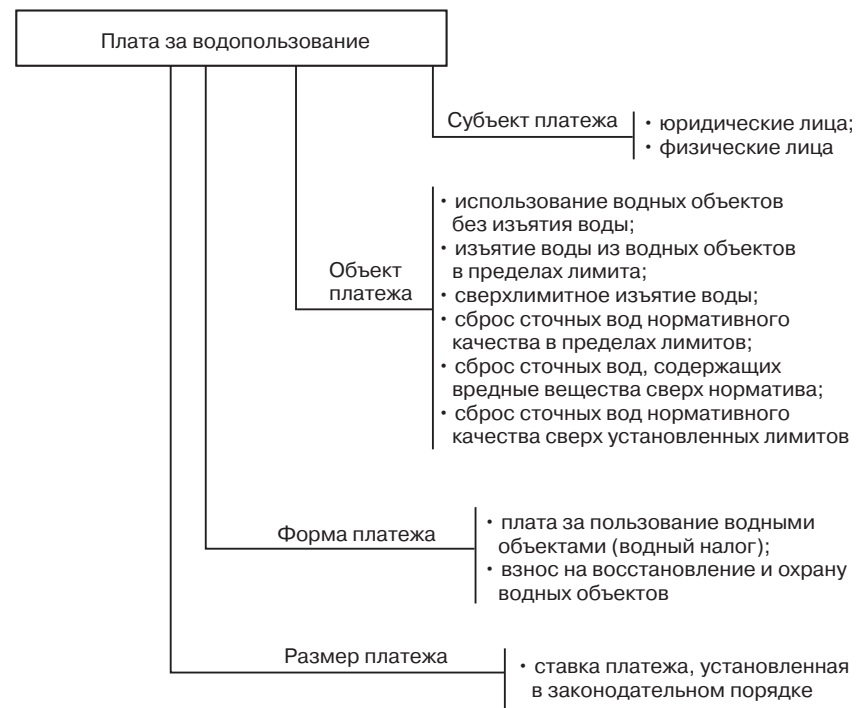 Плата за водопользование
Субъект платежа
• юридические лица;
• физические лица
Объект
платежа
• использование водных объектов
без изъятия воды;
• изъятие воды из водных объектов
в пределах лимита;
• сверхлимитное изъятие воды;
• сброс сточных вод нормативного
качества в пределах лимитов;
• сброс сточных вод, содержащих
вредные вещества сверх норматива;
• сброс сточных вод нормативного
качества сверх установленных лимитов
Форма платежа
• плата за пользование водными
объектами (водный налог);
• взнос на восстановление и охрану
водных объектов
Размер платежа
• ставка платежа, установленная
в законодательном порядке